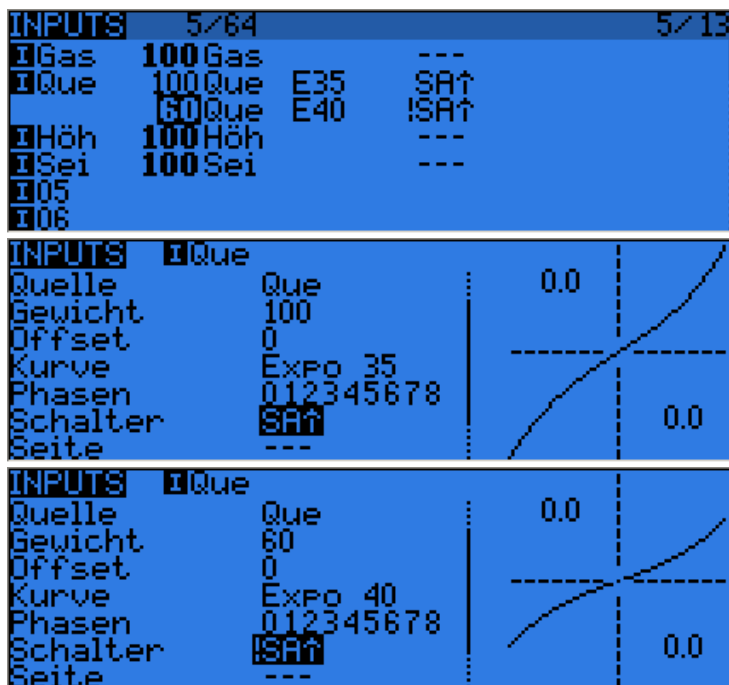 INPUTS 5/64 5/13
IGas 100 Gas ---
IQue 100 Que E35 SA↑
60 Que E40 !SA↑
IHöh 100 Höh ---
ISei 100 Sei ---
I05
I06
INPUTS IQue
Quelle Que 0.0
Gewicht 100
Offset 0
Kurve Expo 35
Phasen 012345678
Schalter SA↑ 0.0
Seite ---
INPUTS IQue
Quelle Que 0.0
Gewicht 60
Offset 0
Kurve Expo 40
Phasen 012345678
Schalter !SA↑ 0.0
Seite ---